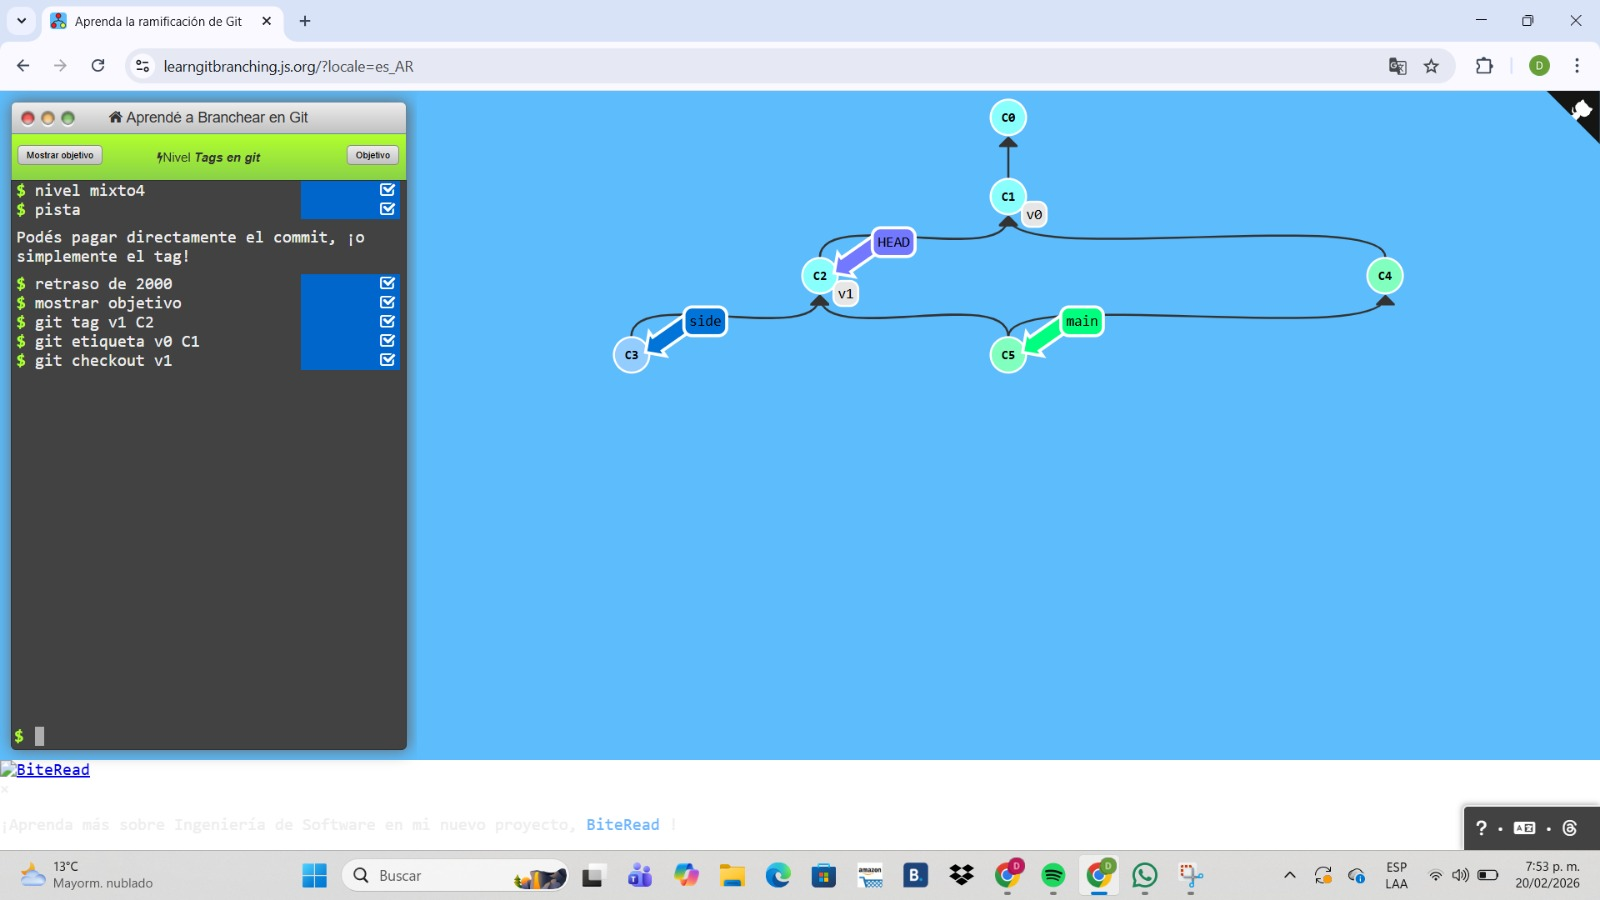 Aprenda la ramificación de Git
learngitbranching.js.org/?locale=es_AR
D
Aprendé a Branchear en Git
Mostrar objetivo
Nivel Tags en git
Objetivo
$ nivel mixto4
$ pista
Podés pagar directamente el commit, ¡o
simplemente el tag!
$ retraso de 2000
$ mostrar objetivo
$ git tag v1 C2
$ git etiqueta v0 C1
$ git checkout v1
$
C0
C1
v0
HEAD
C2
v1
C4
side
main
C3
C5
BiteRead
×
¡Aprenda más sobre Ingeniería de Software en mi nuevo proyecto, BiteRead !
?
13°C
Mayorm. nublado
Buscar
amazon
B.
D
D
ESP
LAA
7:53 p. m.
20/02/2026